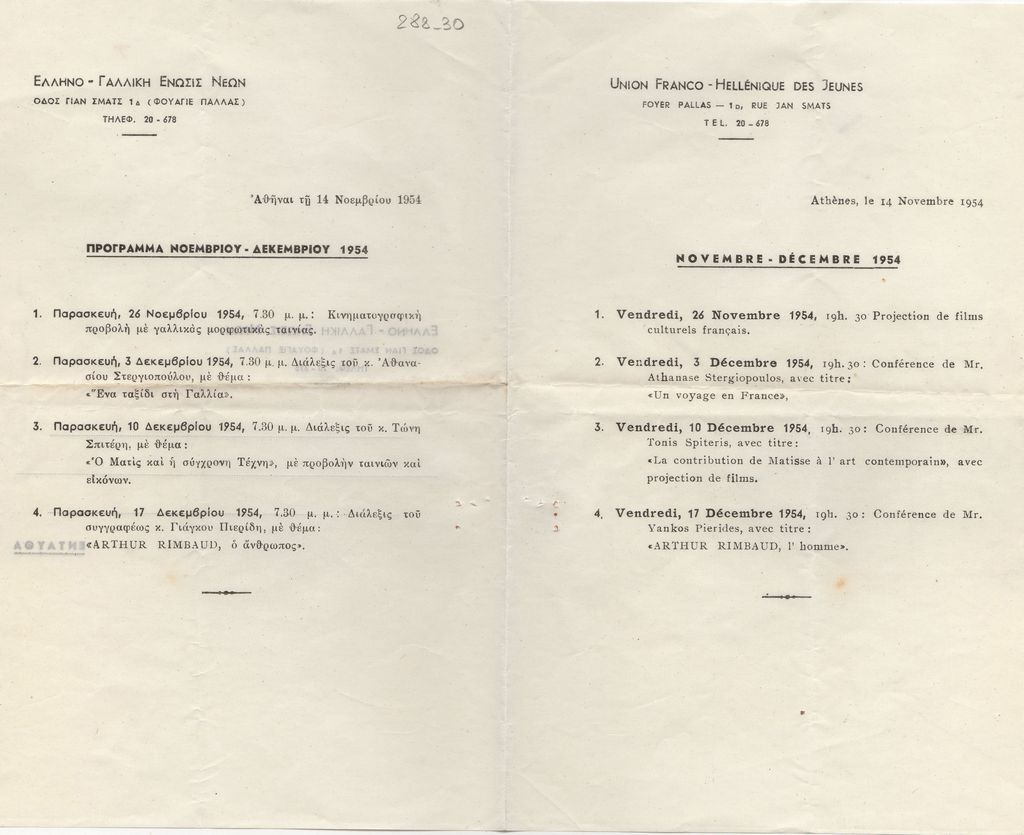 288-30
ΕΛΛΗΝΟ - ΓΑΛΛΙΚΗ ΕΝΩΣΙΣ ΝΕΩΝ
ΟΔΟΣ ΓΙΑΝ ΣΜΑΤΣ 1Δ (ΦΟΥΑΓΙΕ ΠΑΛΛΑΣ)
ΤΗΛΕΦ. 20 - 678
Ἀθῆναι τῇ 14 Νοεμβρίου 1954
ΠΡΟΓΡΑΜΜΑ ΝΟΕΜΒΡΙΟΥ - ΔΕΚΕΜΒΡΙΟΥ 1954
1. Παρασκευή, 26 Νοεμβρίου 1954, 7.30 μ. μ.: Κινηματογραφικὴ
προβολὴ μὲ γαλλικὰς μορφωτικὰς ταινίας.
2. Παρασκευή, 3 Δεκεμβρίου 1954, 7.30 μ. μ. Διάλεξις τοῦ κ. Ἀθανα-
σίου Στεργιοπούλου, μὲ θέμα :
«Ἕνα ταξίδι στὴ Γαλλία».
3. Παρασκευή, 10 Δεκεμβρίου 1954, 7.30 μ. μ. Διάλεξις τοῦ κ. Τώνη
Σπιτέρη, μὲ θέμα :
«Ὁ Ματὶς καὶ ἡ σύγχρονη Τέχνη», μὲ προβολὴν ταινιῶν καὶ
εἰκόνων.
4. Παρασκευή, 17 Δεκεμβρίου 1954, 7.30 μ. μ. : Διάλεξις τοῦ
συγγραφέως κ. Γιάγκου Πιερίδη, μὲ θέμα :
«ARTHUR RIMBAUD, ὁ ἄνθρωπος».
UNION FRANCO - HELLÉNIQUE DES JEUNES
FOYER PALLAS — 1D, RUE JAN SMATS
TEL. 20 - 678
Athènes, le 14 Novembre 1954
NOVEMBRE - DÉCEMBRE 1954
1. Vendredi, 26 Novembre 1954, 19h. 30 Projection de films
culturels français.
2. Vendredi, 3 Décembre 1954, 19h. 30 : Conférence de Mr.
Athanase Stergiopoulos, avec titre :
«Un voyage en France»,
3. Vendredi, 10 Décembre 1954, 19h. 30 : Conférence de Mr.
Tonis Spiteris, avec titre :
«La contribution de Matisse à l' art contemporain», avec
projection de films.
4. Vendredi, 17 Décembre 1954, 19h. 30 : Conférence de Mr.
Yankos Pierides, avec titre :
«ARTHUR RIMBAUD, l' homme».